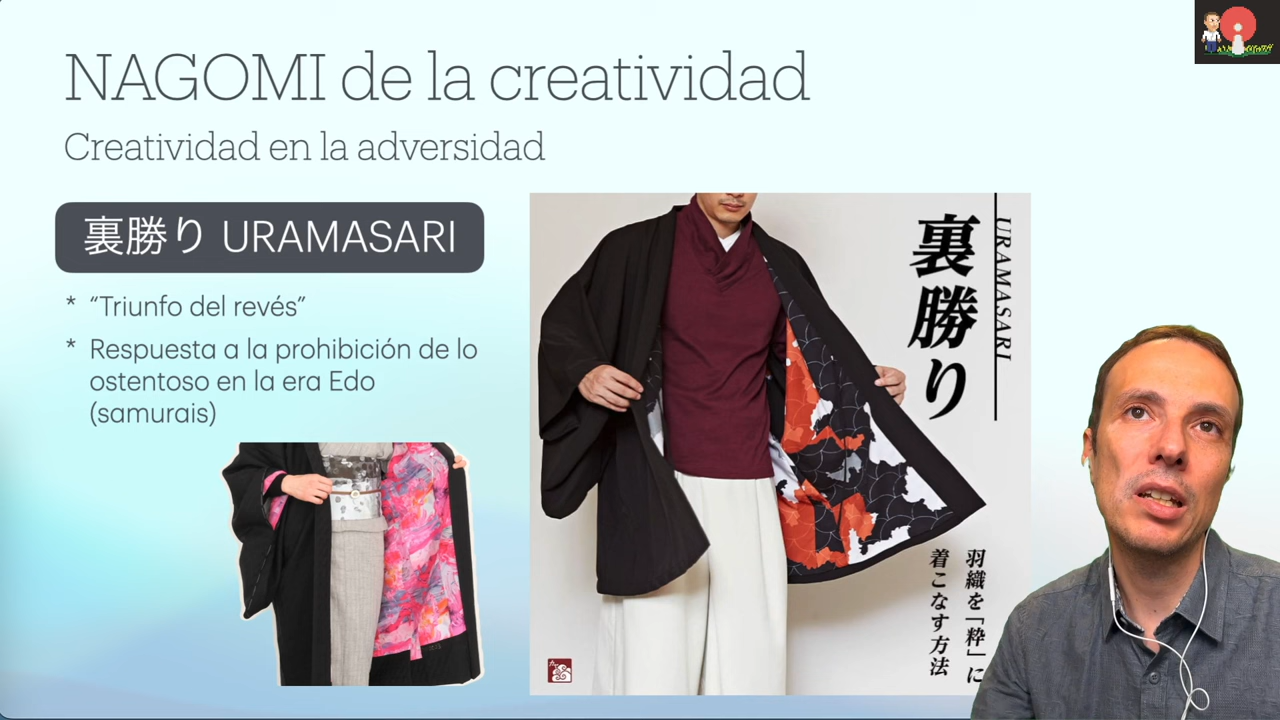 NAGOMI de la creatividad
Creatividad en la adversidad
裏勝り URAMASARI
* “Triunfo del revés”
* Respuesta a la prohibición de lo
ostentoso en la era Edo
(samurais)
URAMASARI
裏勝り
羽織を「粋」に
着こなす方法